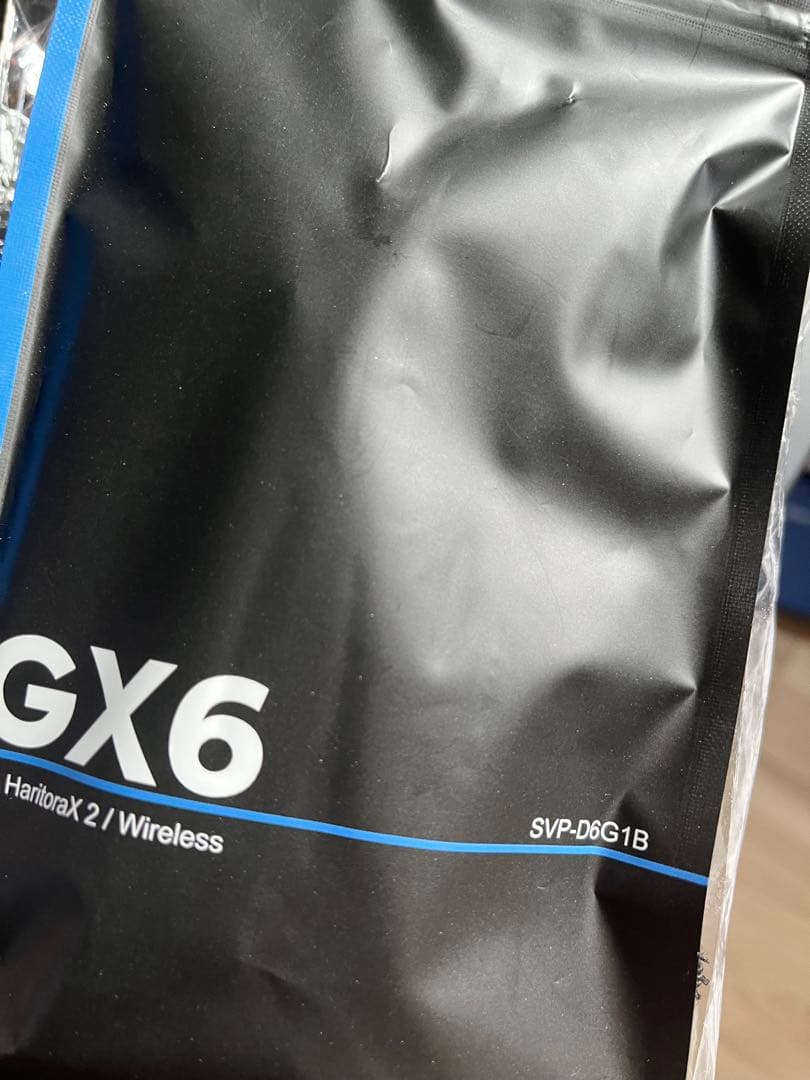 GX6
HaritoraX 2 / Wireless
SVP-D6G1B